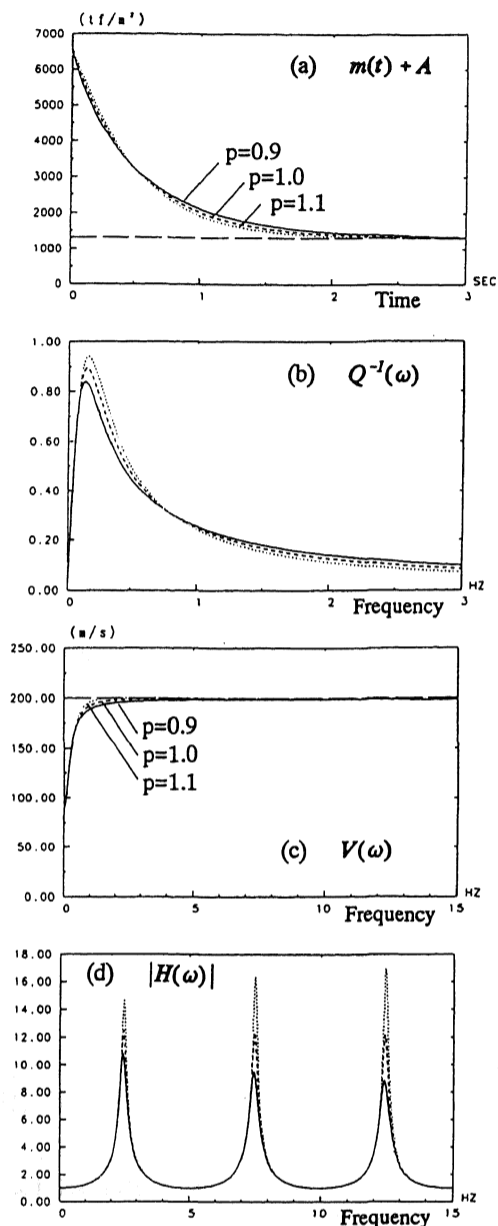 (tf/m²)
7000
6000
5000
4000
3000
2000
1000
0
(a) m(t) + A
p=0.9
p=1.0
p=1.1
0 1 2 3
SEC
Time
1.00
0.80
0.60
0.40
0.20
0.00
(b) Q⁻¹(ω)
HZ
0 1 2 3
Frequency
(m/s)
250.00
200.00
150.00
100.00
50.00
0.00
p=0.9
p=1.0
p=1.1
(c) V(ω)
HZ
0 5 10 15
Frequency
18.00
16.00
14.00
12.00
10.00
8.00
6.00
4.00
2.00
0.00
(d) |H(ω)|
HZ
0 5 10 15
Frequency